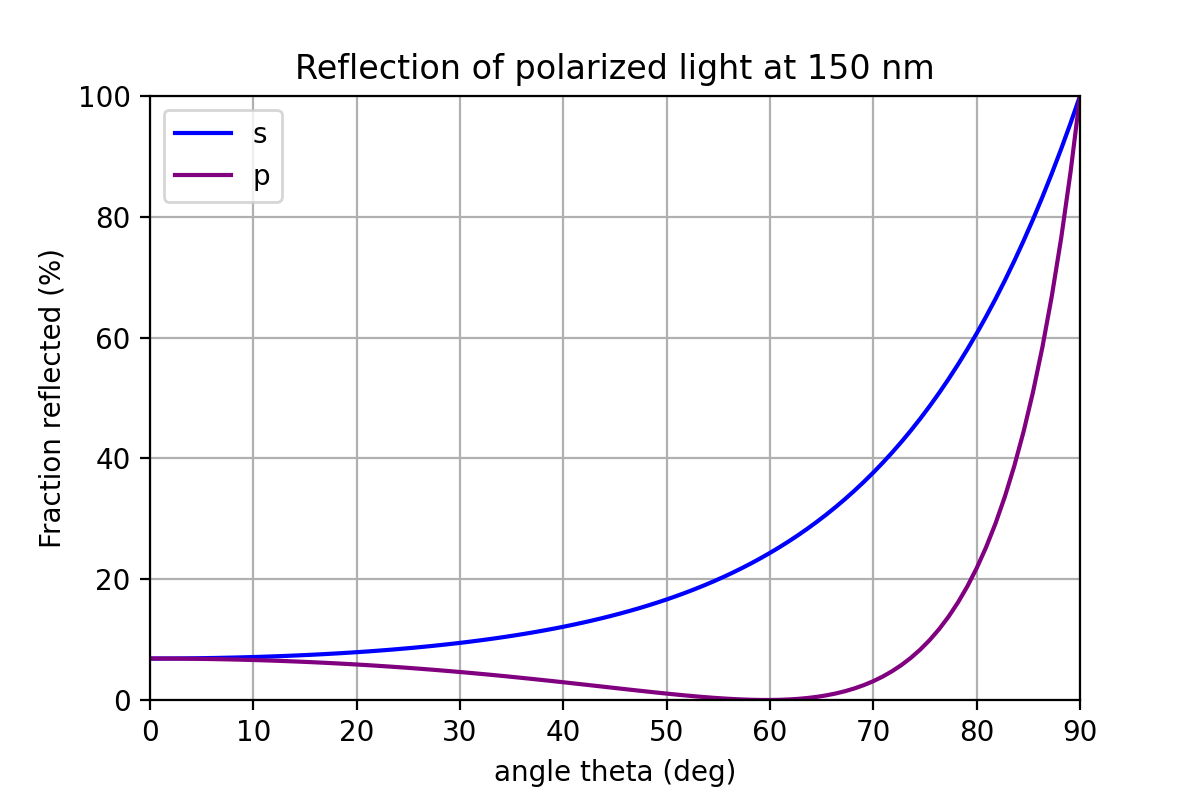 Reflection of polarized light at 150 nm
100
80
60
40
20
0
Fraction reflected (%)
s
p
0 10 20 30 40 50 60 70 80 90
angle theta (deg)